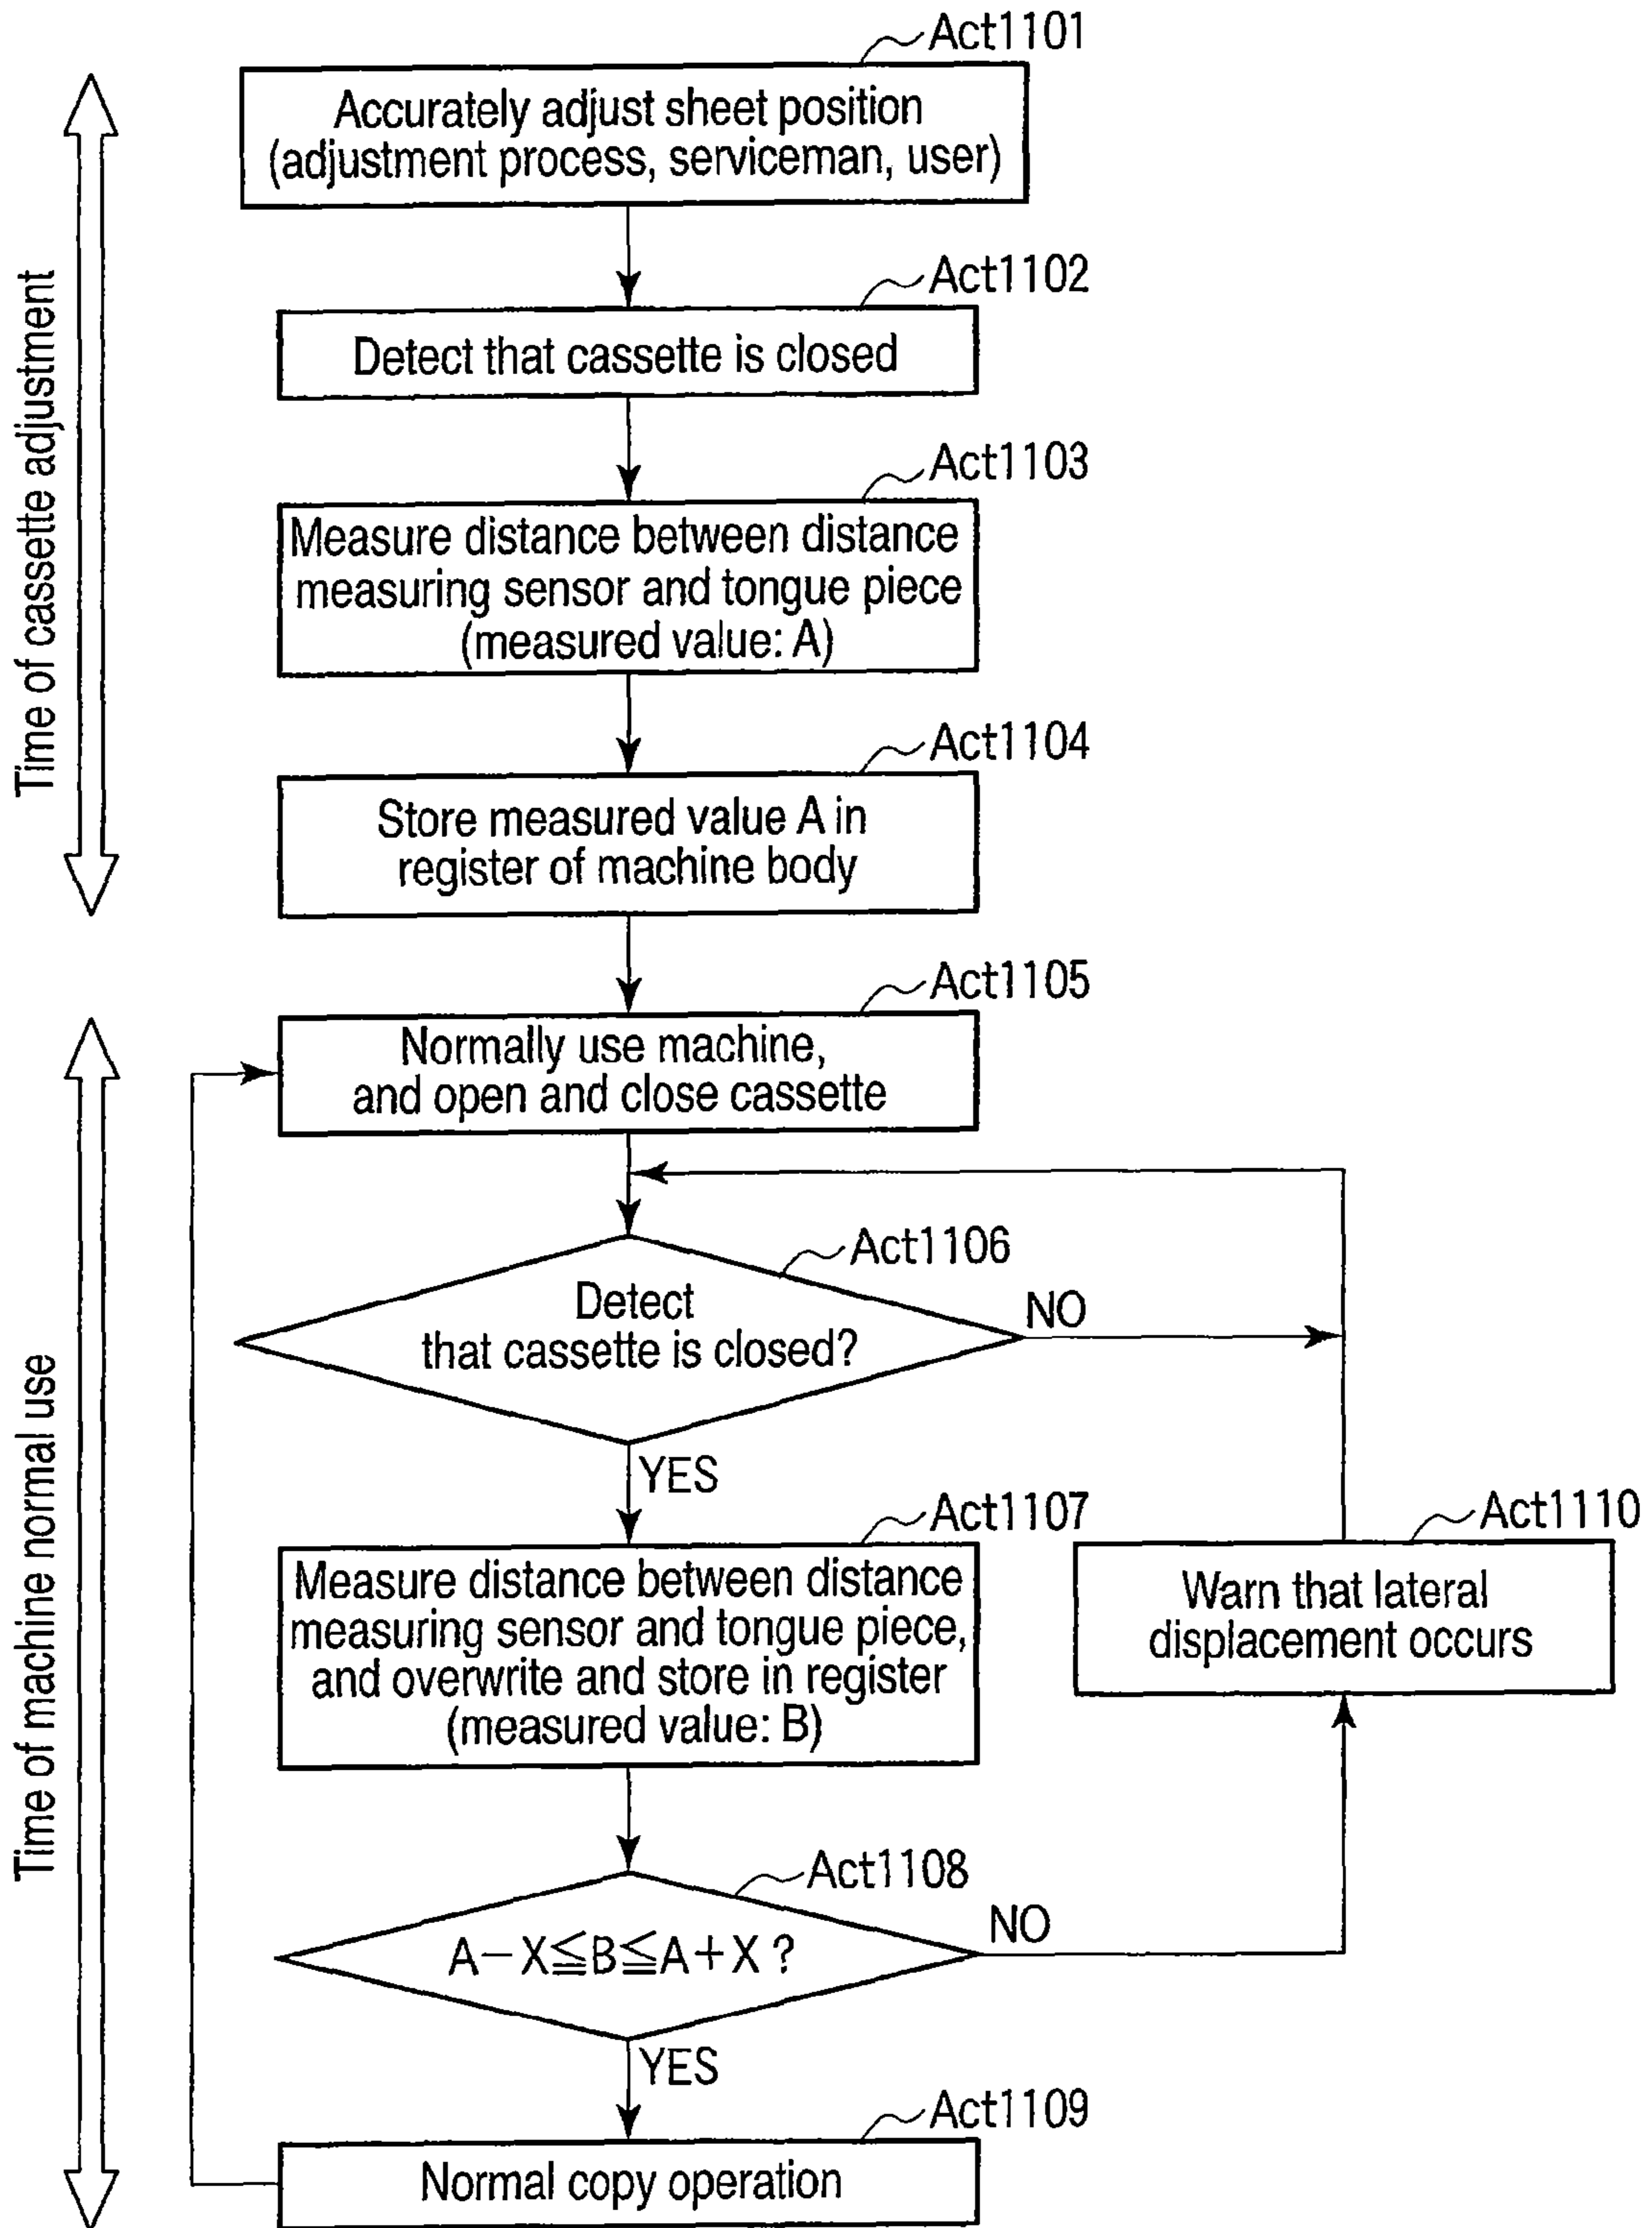 Act1101
Accurately adjust sheet position
(adjustment process, serviceman, user)
Act1102
Detect that cassette is closed
Act1103
Measure distance between distance
measuring sensor and tongue piece
(measured value: A)
Act1104
Store measured value A in
register of machine body
Time of cassette adjustment
Act1105
Normally use machine,
and open and close cassette
Act1106
Detect
that cassette is closed?
NO
YES
Act1107
Measure distance between distance
measuring sensor and tongue piece,
and overwrite and store in register
(measured value: B)
Act1110
Warn that lateral
displacement occurs
Act1108
A－X≦B≦A＋X ?
NO
YES
Act1109
Normal copy operation
Time of machine normal use